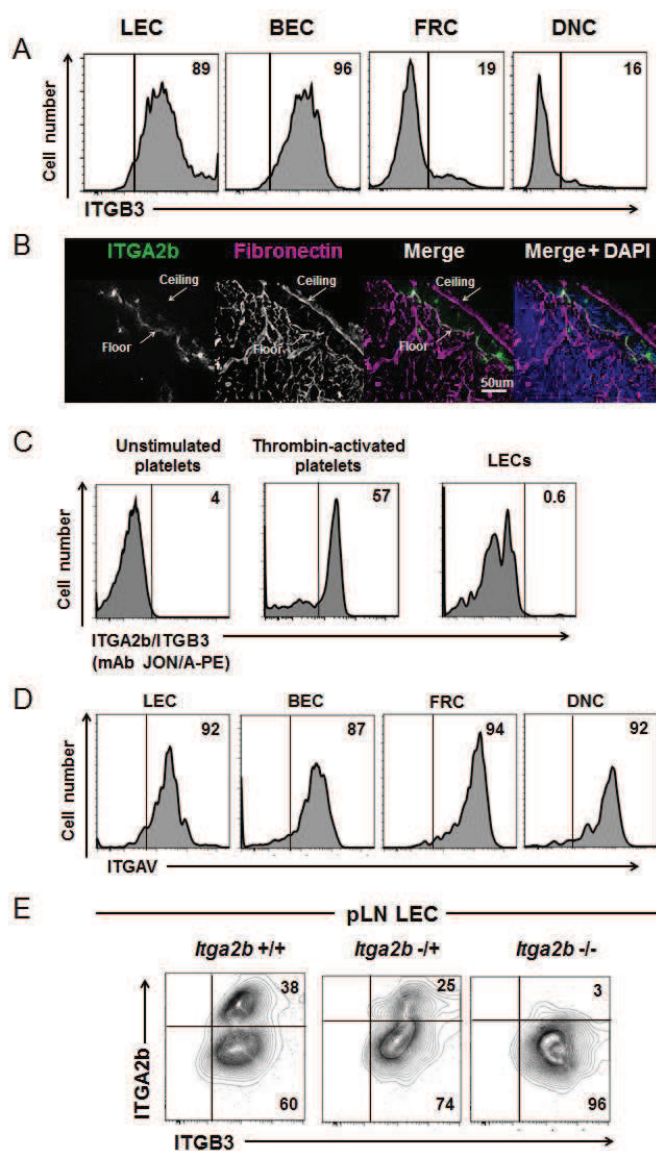 LEC BEC FRC DNC
A
89 96 19 16
Cell number
ITGB3
B
ITGA2b Fibronectin Merge Merge + DAPI
Ceiling Ceiling Ceiling
Floor Floor Floor
50um
C
Unstimulated platelets Thrombin-activated platelets LECs
4 57 0.6
Cell number
ITGA2b/ITGB3
(mAb JON/A-PE)
D
LEC BEC FRC DNC
92 87 94 92
Cell number
ITGAV
E
pLN LEC
Itga2b +/+ Itga2b -/+ Itga2b -/-
38 25 3
ITGA2b
60 74 96
ITGB3